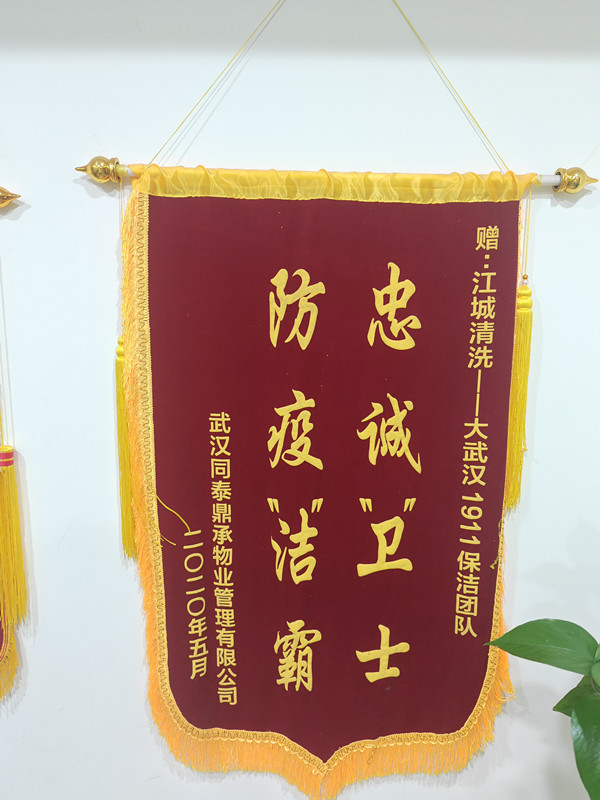 赠：江城清洗——大武汉1911保洁团队
忠诚"卫"士
防疫"洁"霸
武汉同泰鼎承物业管理有限公司
二〇二〇年五月